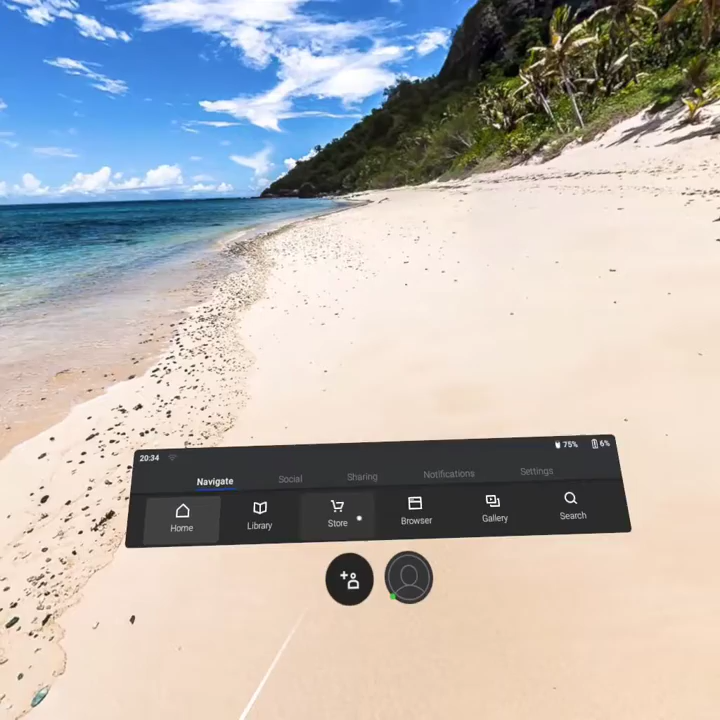 20:34 75% 6%
Navigate Social Sharing Notifications Settings
Home Library Store Browser Gallery Search